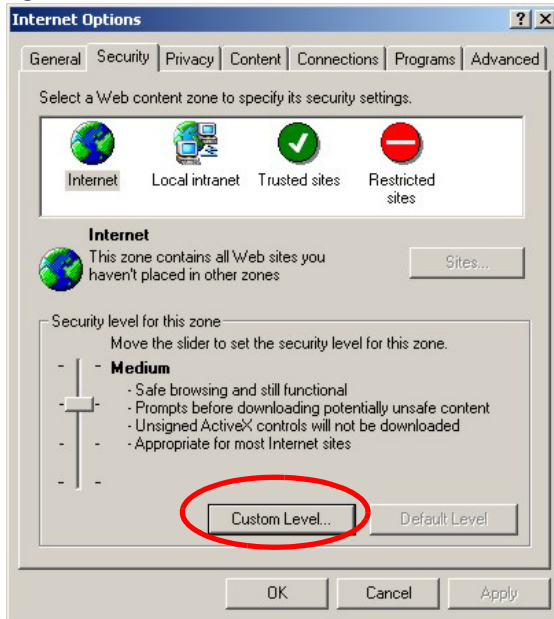 Internet Options
General Security Privacy Content Connections Programs Advanced
Select a Web content zone to specify its security settings.
Internet Local intranet Trusted sites Restricted
sites
Internet
This zone contains all Web sites you
haven't placed in other zones
Sites...
Security level for this zone
Move the slider to set the security level for this zone.
Medium
- Safe browsing and still functional
- Prompts before downloading potentially unsafe content
- Unsigned ActiveX controls will not be downloaded
- Appropriate for most Internet sites
Custom Level... Default Level
OK Cancel Apply